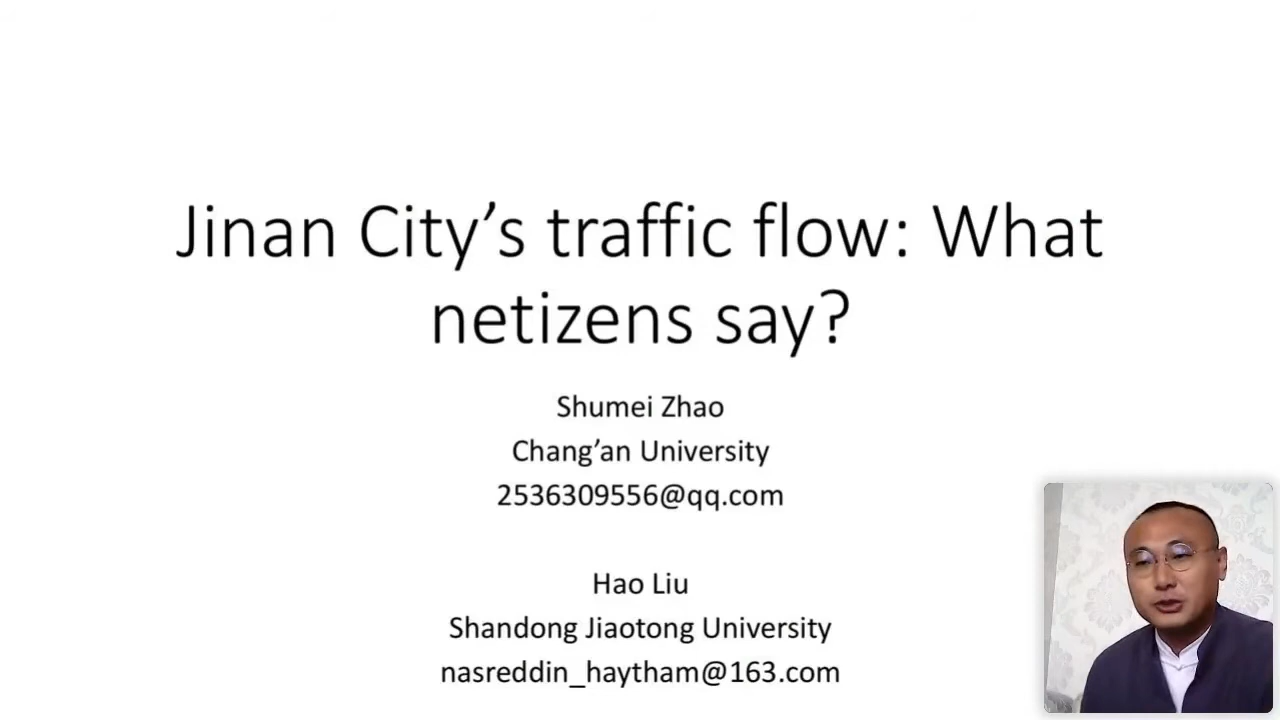 Jinan City’s traffic flow: What
netizens say?
Shumei Zhao
Chang’an University
2536309556@qq.com
Hao Liu
Shandong Jiaotong University
nasreddin_haytham@163.com